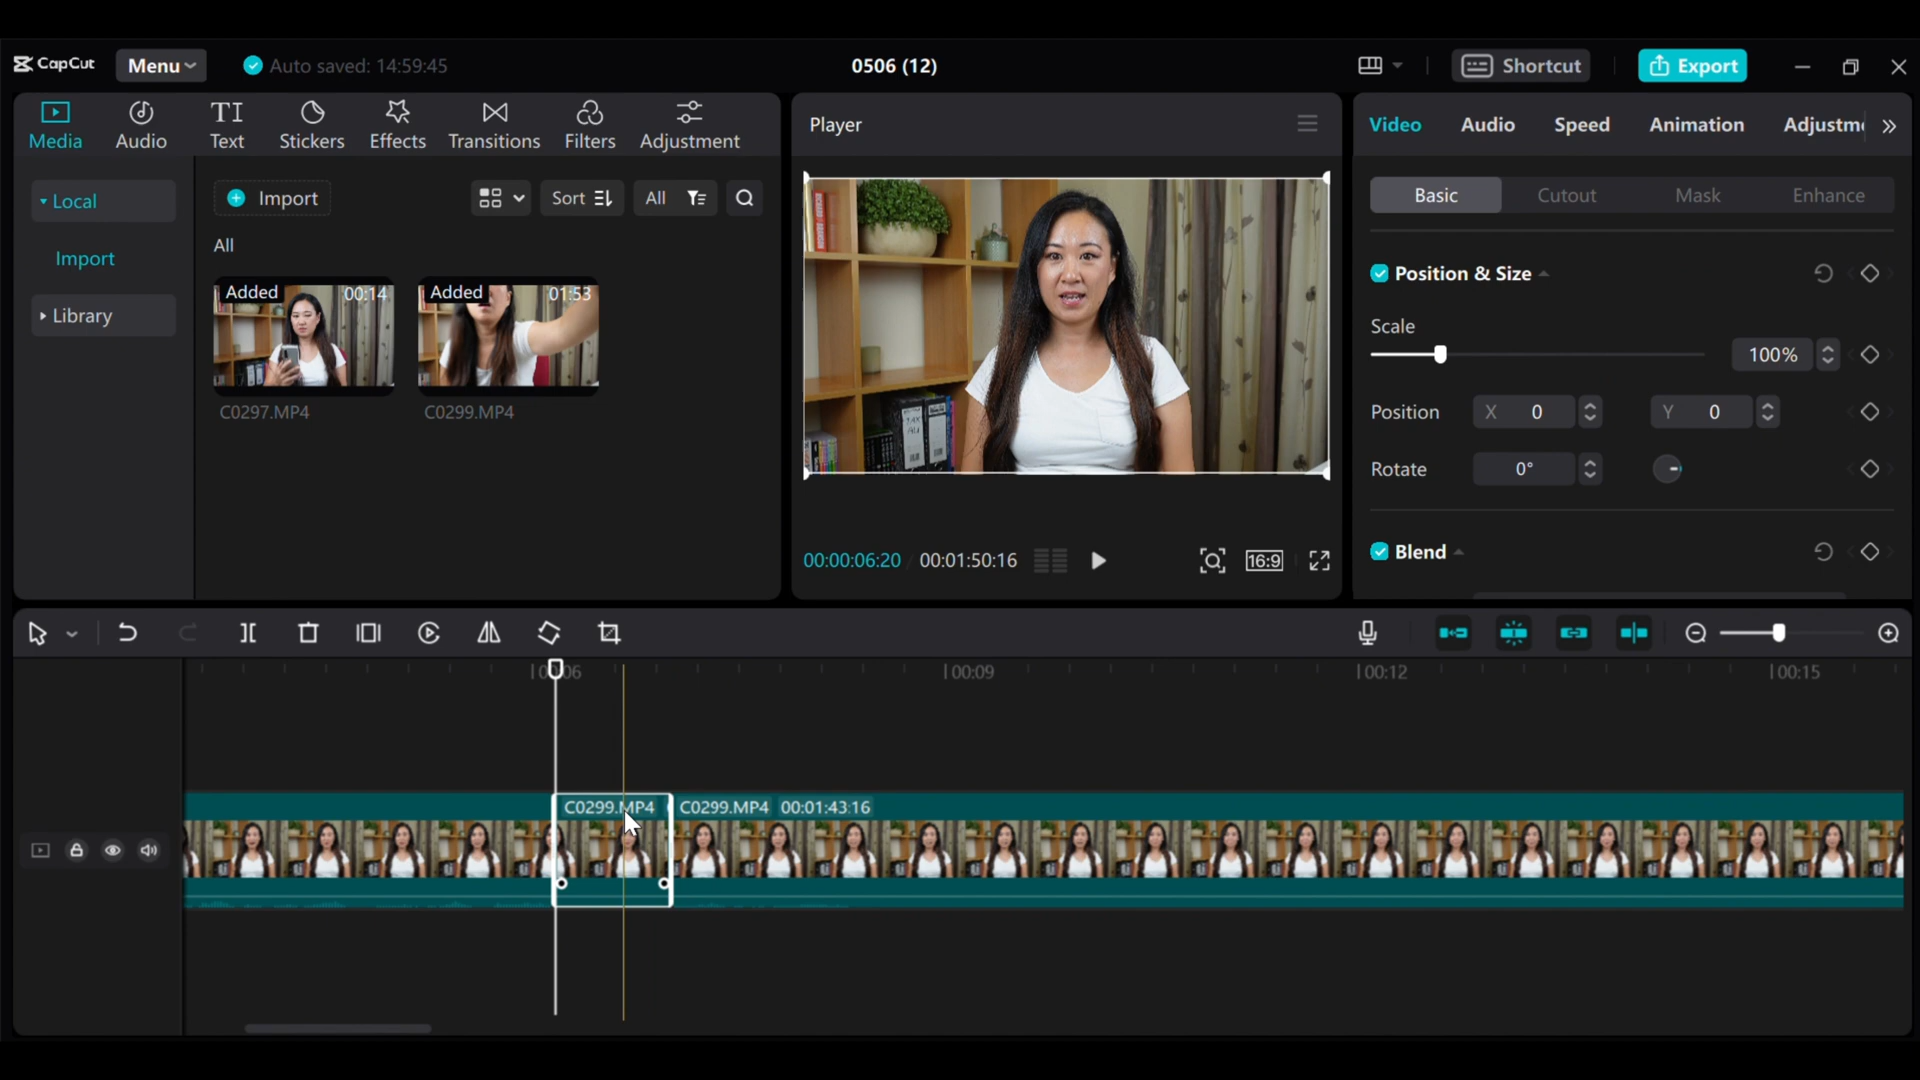 CapCut
Menu
Auto saved: 14:59:45
0506 (12)
Shortcut
Export
Media
Audio
TI
Text
Stickers
Effects
Transitions
Filters
Adjustment
Player
Video
Audio
Speed
Animation
Adjustm
Local
Import
Sort
All
Basic
Cutout
Mask
Enhance
All
Import
Position & Size
Added
00:14
Added
01:53
Library
Scale
100%
C0297.MP4
C0299.MP4
Position
X 0
Y 0
Rotate
0°
Blend
00:00:06:20
00:01:50:16
16:9
00:09
00:12
00:15
C0299.MP4
C0299.MP4 00:01:43:16